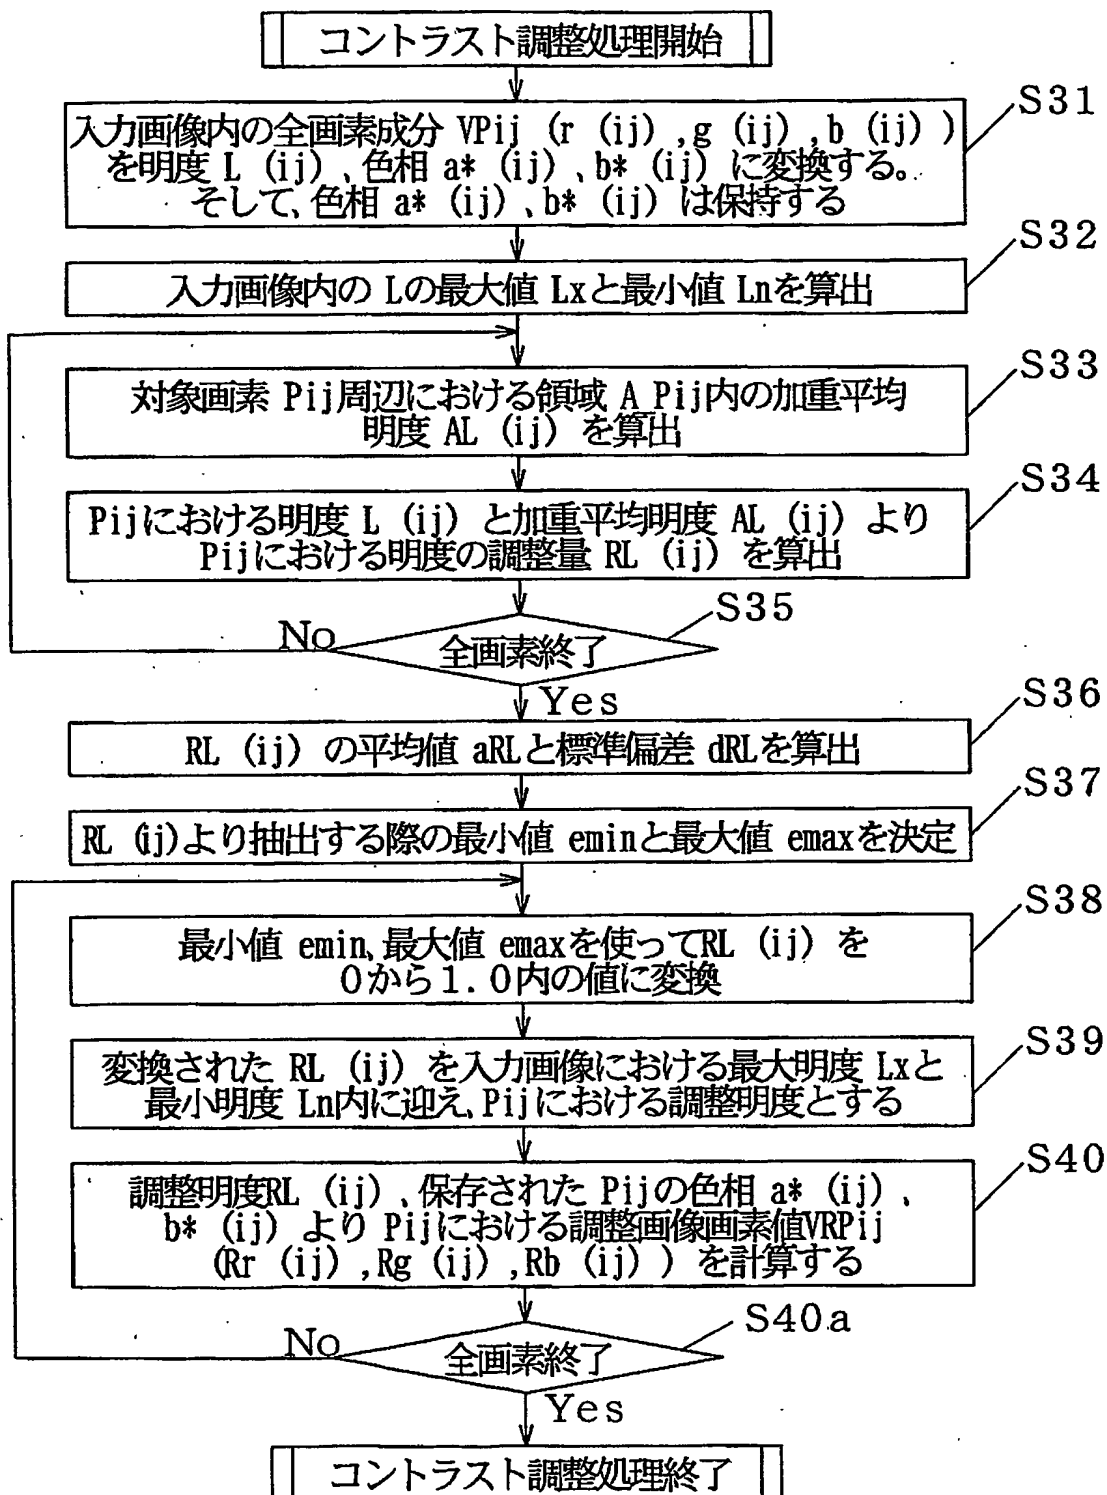 コントラスト調整処理開始
S31
入力画像内の全画素成分 VPij (r (ij) ,g (ij) ,b (ij) )
を明度 L (ij) 、色相 a* (ij) 、b* (ij) に変換する。
そして、色相 a* (ij) 、b* (ij) は保持する
S32
入力画像内の Lの最大値 Lxと最小値 Lnを算出
S33
対象画素 Pij周辺における領域 A Pij内の加重平均
明度 AL (ij) を算出
S34
Pijにおける明度 L (ij) と加重平均明度 AL (ij) より
Pijにおける明度の調整量 RL (ij) を算出
S35
No
全画素終了
Yes
S36
RL (ij) の平均値 aRLと標準偏差 dRLを算出
S37
RL (ij)より抽出する際の最小値 eminと最大値 emaxを決定
S38
最小値 emin、最大値 emaxを使ってRL (ij) を
0から1.0内の値に変換
S39
変換された RL (ij) を入力画像における最大明度 Lxと
最小明度 Ln内に迎え、Pijにおける調整明度とする
S40
調整明度RL (ij) 、保存された Pijの色相 a* (ij) 、
b* (ij) より Pijにおける調整画像画素値VRPij
(Rr (ij) ,Rg (ij) ,Rb (ij) ) を計算する
S40a
No
全画素終了
Yes
コントラスト調整処理終了